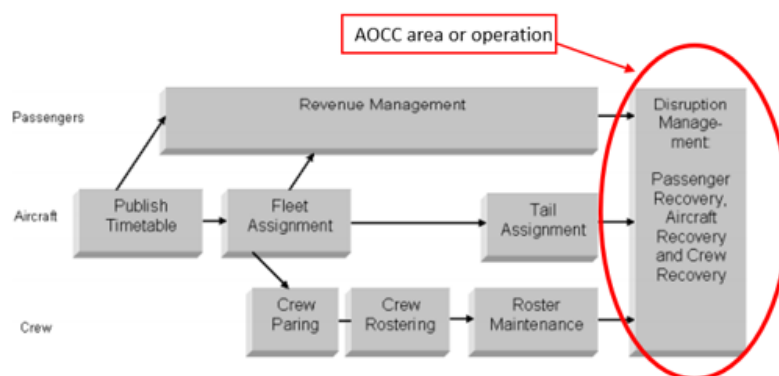 AOCC area or operation
Passengers
Revenue Management
Disruption
Manage-
ment:
Passenger
Recovery,
Aircraft
Recovery
and Crew
Recovery
Aircraft
Publish
Timetable
Fleet
Assignment
Tail
Assignment
Crew
Crew
Paring
Crew
Rostering
Roster
Maintenance